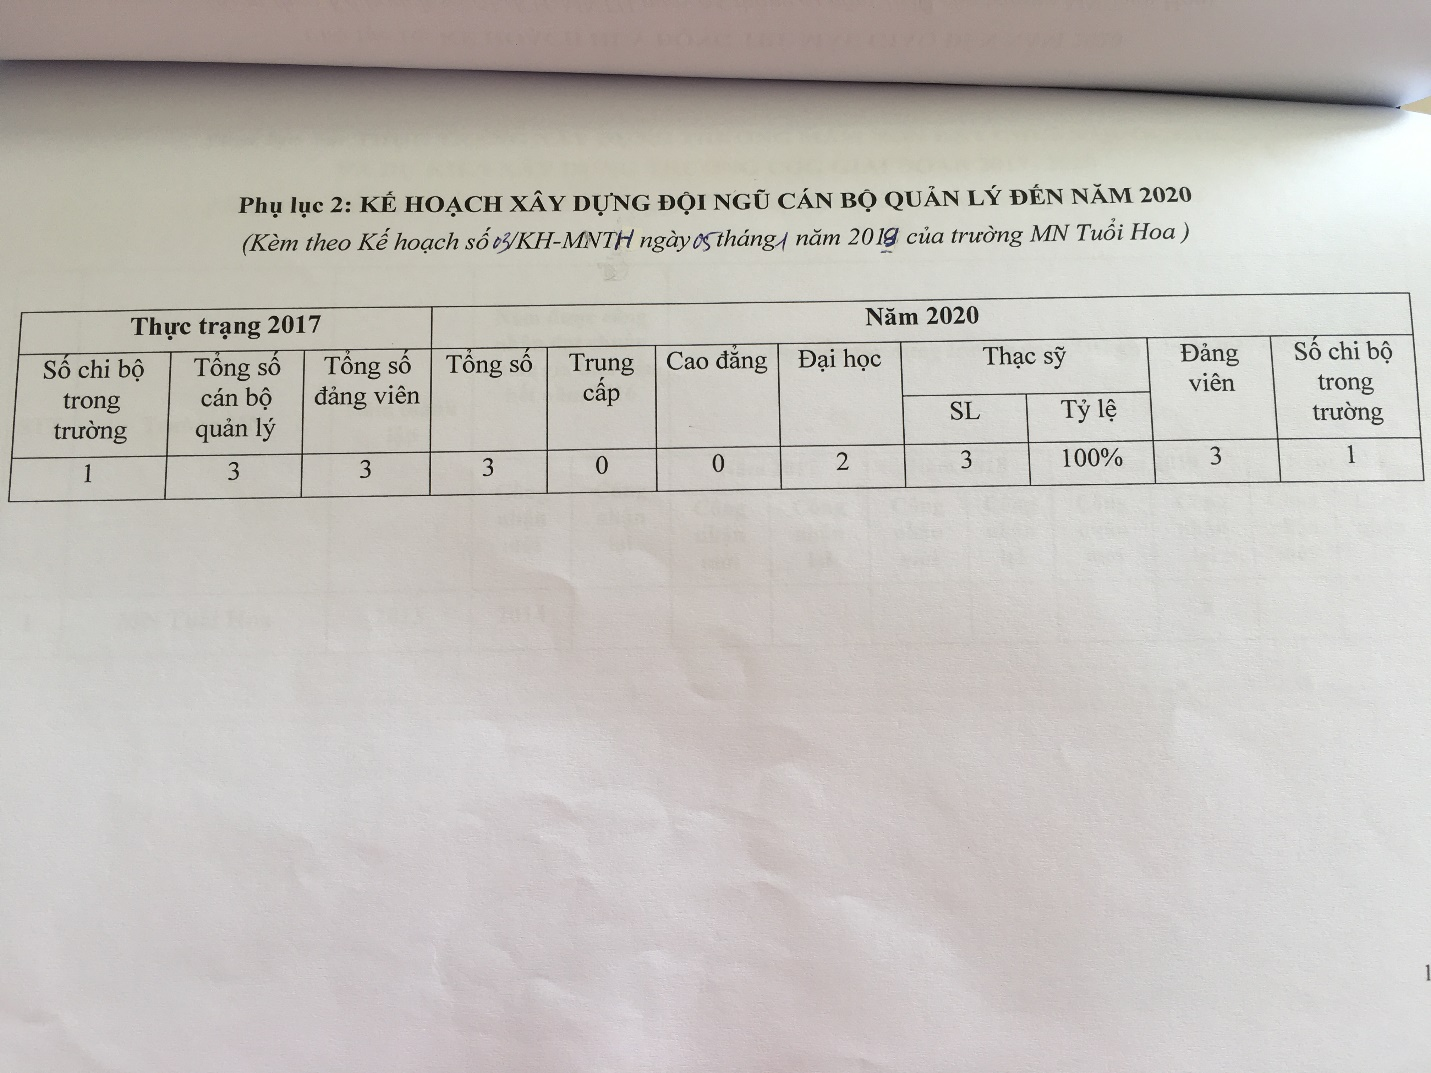 Phụ lục 2: KẾ HOẠCH XÂY DỰNG ĐỘI NGŨ CÁN BỘ QUẢN LÝ ĐẾN NĂM 2020
(Kèm theo Kế hoạch số 03/KH-MNTH ngày 05 tháng 1 năm 2018 của trường MN Tuổi Hoa )
Thực trạng 2017 Năm 2020
Số chi bộ trong trường Tổng số cán bộ quản lý Tổng số đảng viên Tổng số Trung cấp Cao đẳng Đại học Thạc sỹ Đảng viên Số chi bộ trong trường
SL Tỷ lệ
1 3 3 3 0 0 2 3 100% 3 1